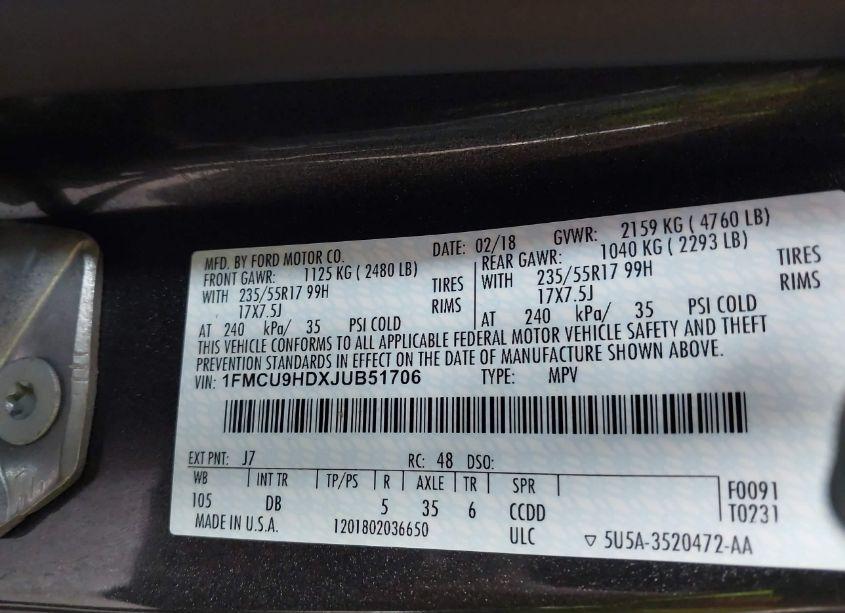 MFD. BY FORD MOTOR CO. DATE: 02/18 GVWR: 2159 KG ( 4760 LB)
FRONT GAWR: 1125 KG ( 2480 LB) REAR GAWR: 1040 KG ( 2293 LB)
WITH 235/55R17 99H TIRES 235/55R17 99H TIRES
17X7.5J RIMS WITH 17X7.5J RIMS
AT 240 kPa/ 35 PSI COLD AT 240 kPa/ 35 PSI COLD
THIS VEHICLE CONFORMS TO ALL APPLICABLE FEDERAL MOTOR VEHICLE SAFETY AND THEFT
PREVENTION STANDARDS IN EFFECT ON THE DATE OF MANUFACTURE SHOWN ABOVE.
VIN: 1FMCU9HDXJUB51706 TYPE: MPV
EXT PNT: J7 RC: 48 DSO:
WB INT TR TP/PS R AXLE TR SPR F0091
105 DB 5 35 6 CCDD T0231
MADE IN U.S.A. 1201802036650 ULC ▽ 5U5A-3520472-AA